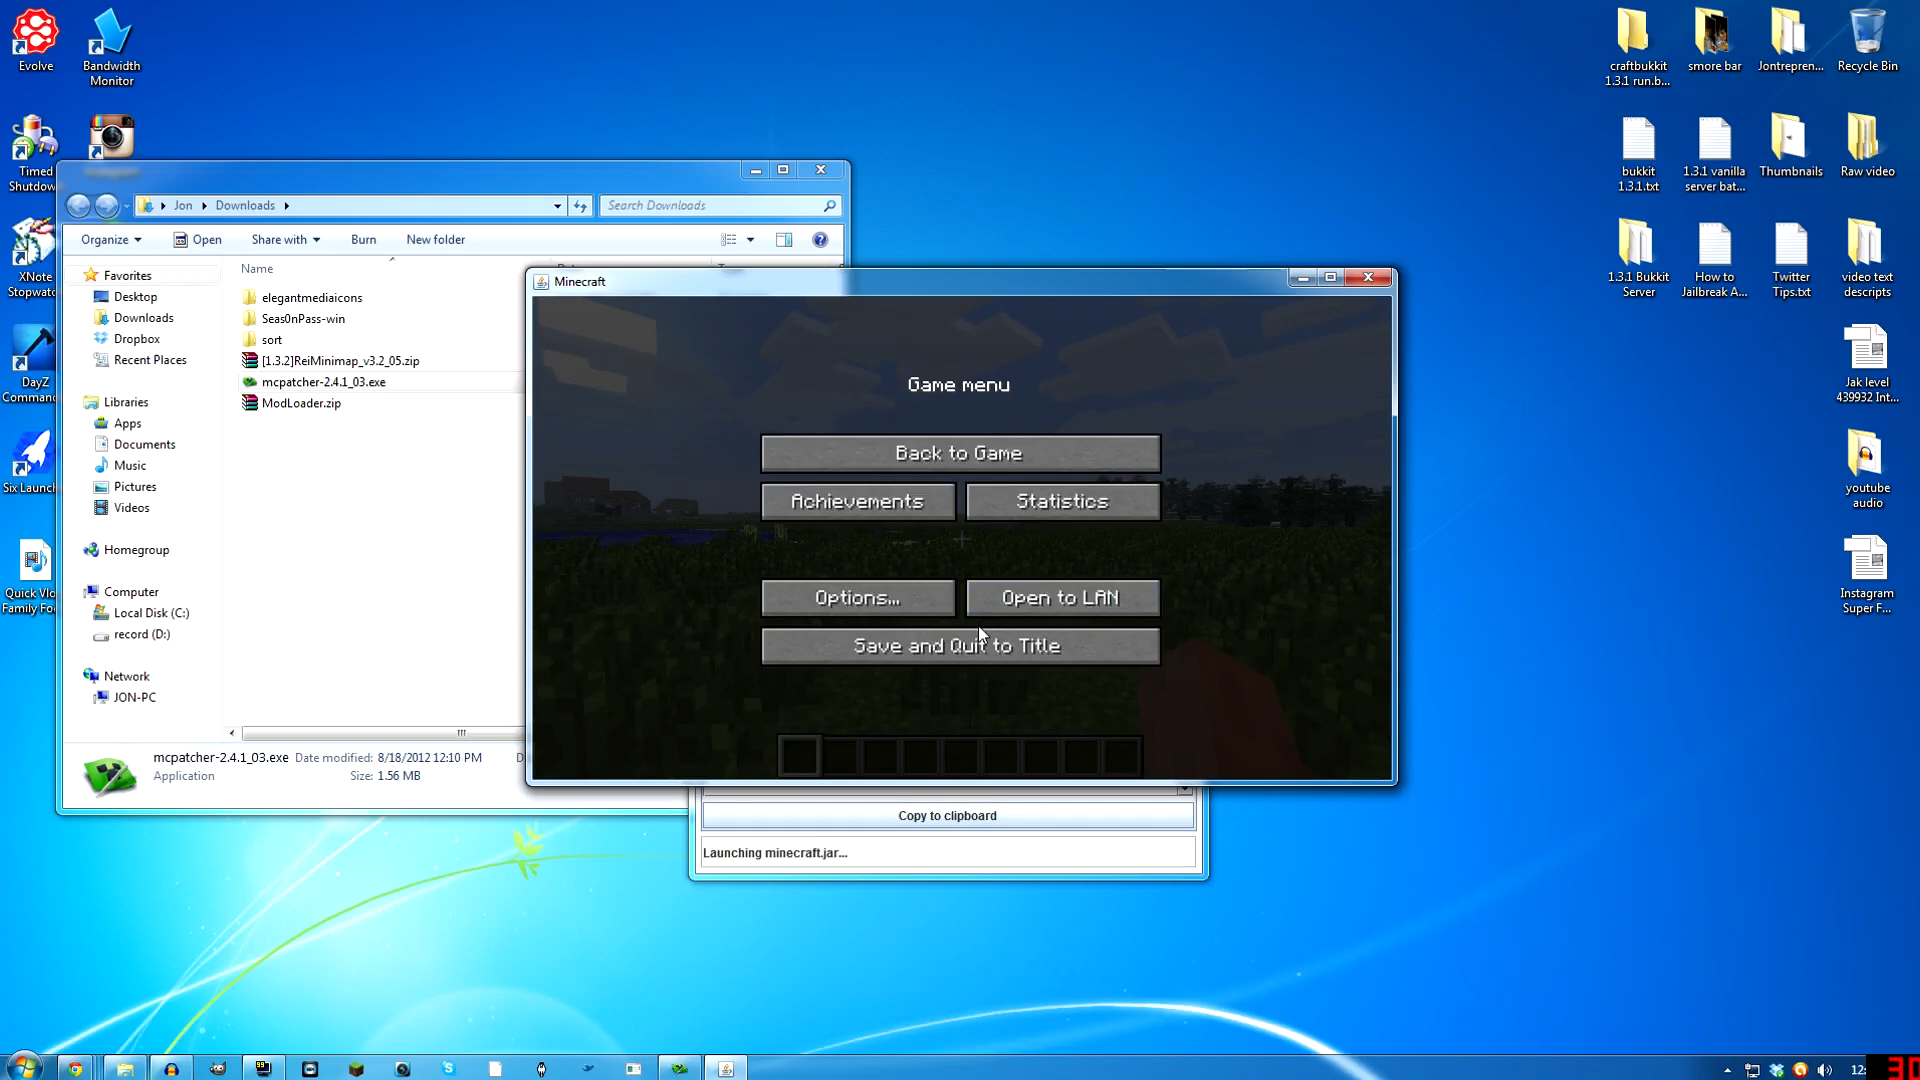 Evolve
Bandwidth
Monitor
Timed
Shutdow
XNote
Stopwatc
DayZ
Comman
Six Launc
Quick Vlo
Family Foo
Jon
Downloads
Search Downloads
Organize
Open
Share with
Burn
New folder
Name
Favorites
Desktop
Downloads
Dropbox
Recent Places
Libraries
Apps
Documents
Music
Pictures
Videos
Homegroup
Computer
Local Disk (C:)
record (D:)
Network
JON-PC
elegantmediaicons
Seas0nPass-win
sort
[1.3.2]ReiMinimap_v3.2_05.zip
mcpatcher-2.4.1_03.exe
ModLoader.zip
mcpatcher-2.4.1_03.exe Date modified: 8/18/2012 12:10 PM
Application Size: 1.56 MB
Minecraft
Game menu
Back to Game
Achievements
Statistics
Options...
Open to LAN
Save and Quit to Title
Copy to clipboard
Launching minecraft.jar...
craftbukkit
1.3.1 run.b...
smore bar
Jontrepren...
Recycle Bin
bukkit
1.3.1.txt
1.3.1 vanilla
server bat...
Thumbnails
Raw video
1.3.1 Bukkit
Server
How to
Jailbreak A...
Twitter
Tips.txt
video text
descripts
Jak level
439932 Int...
youtube
audio
Instagram
Super F...
99
12:
30